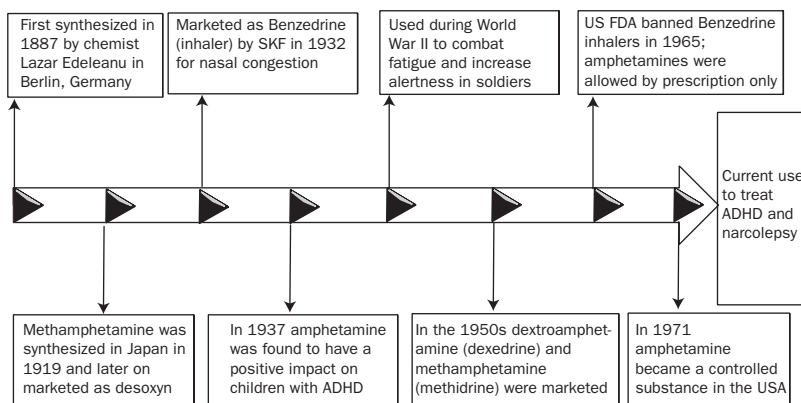 First synthesized in
1887 by chemist
Lazar Edeleanu in
Berlin, Germany
Marketed as Benzedrine
(inhaler) by SKF in 1932
for nasal congestion
Used during World
War II to combat
fatigue and increase
alertness in soldiers
US FDA banned Benzedrine
inhalers in 1965;
amphetamines were
allowed by prescription only
Current use
to treat
ADHD and
narcolepsy
Methamphetamine was
synthesized in Japan in
1919 and later on
marketed as desoxyn
In 1937 amphetamine
was found to have a
positive impact on
children with ADHD
In the 1950s dextroamphet-
amine (dexedrine) and
methamphetamine
(methidrine) were marketed
In 1971
amphetamine
became a controlled
substance in the USA